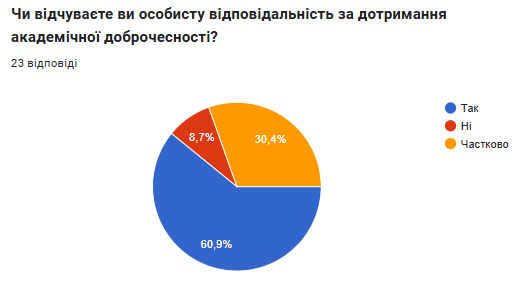 Чи відчуваєте ви особисту відповідальність за дотримання
академічної доброчесності?
23 відповіді
Так
Ні
Частково
8,7%
30,4%
60,9%